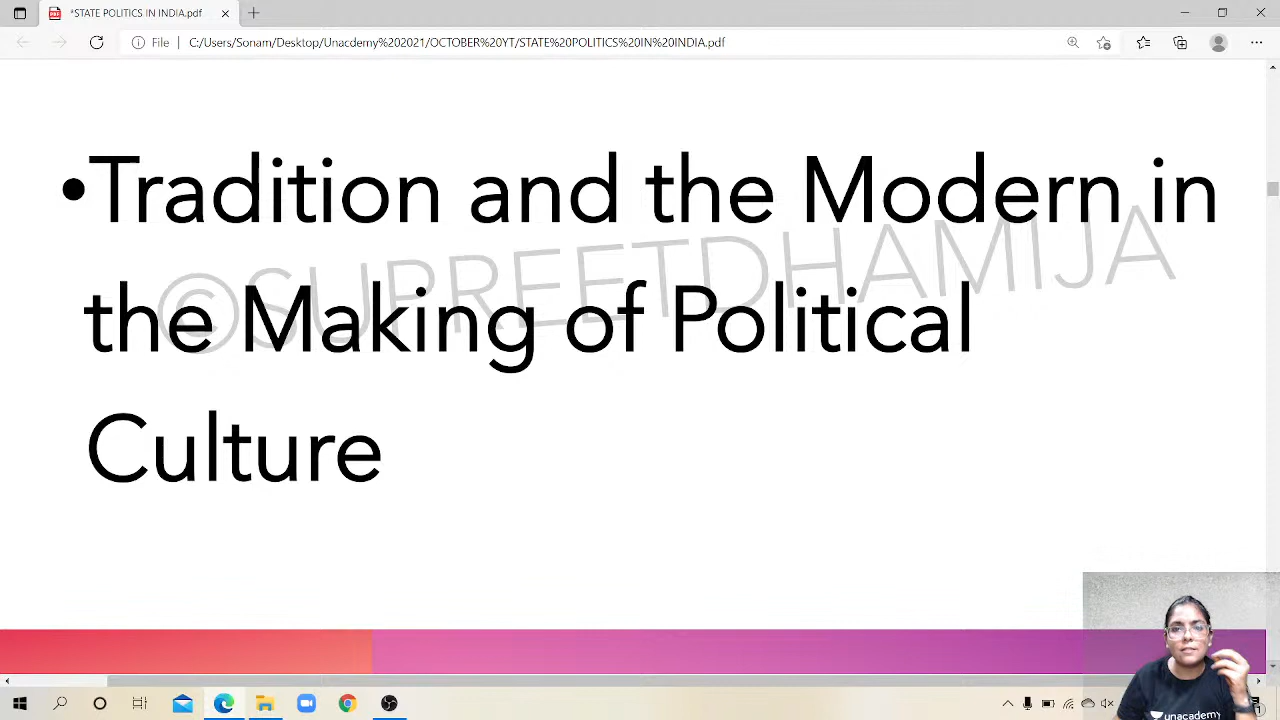 *STATE POLITICS IN INDIA.pdf
File
C:/Users/Sonam/Desktop/Unacdemy%202021/OCTOBER%20YT/STATE%20POLITICS%20IN%20INDIA.pdf
•Tradition and the Modern in
the Making of Political
Culture
©SUPREETDHAMIJA
unacademy